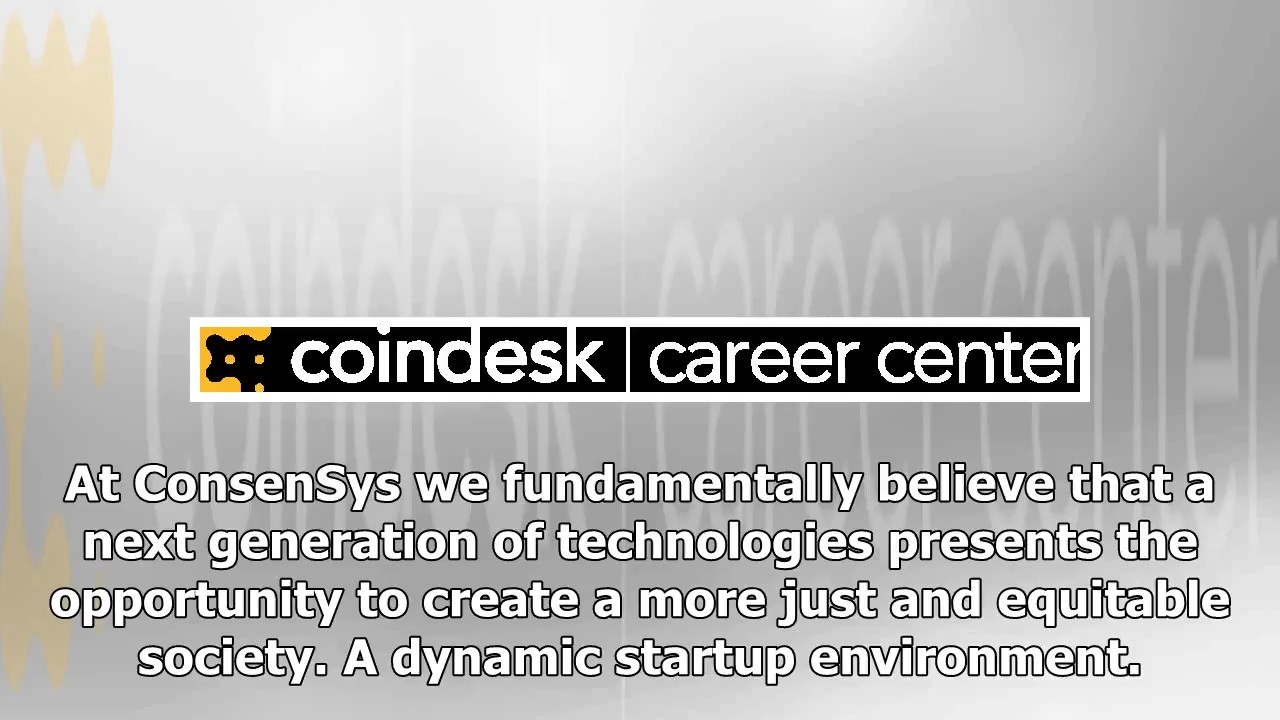 coindesk | career center
At ConsenSys we fundamentally believe that a
next generation of technologies presents the
opportunity to create a more just and equitable
society. A dynamic startup environment.